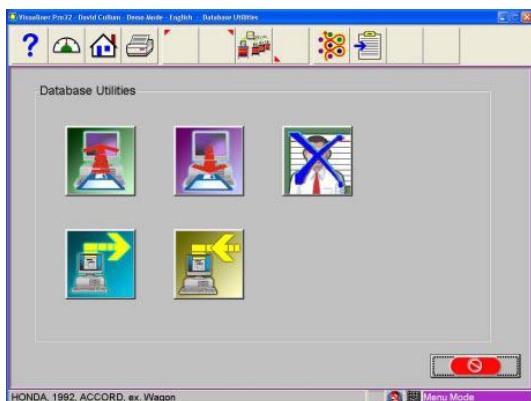 Visualiner Pro32 - David Cullum - Demo Mode - English - Database Utilities
Database Utilities
HONDA, 1992, ACCORD, ex. Wagon
Menu Mode